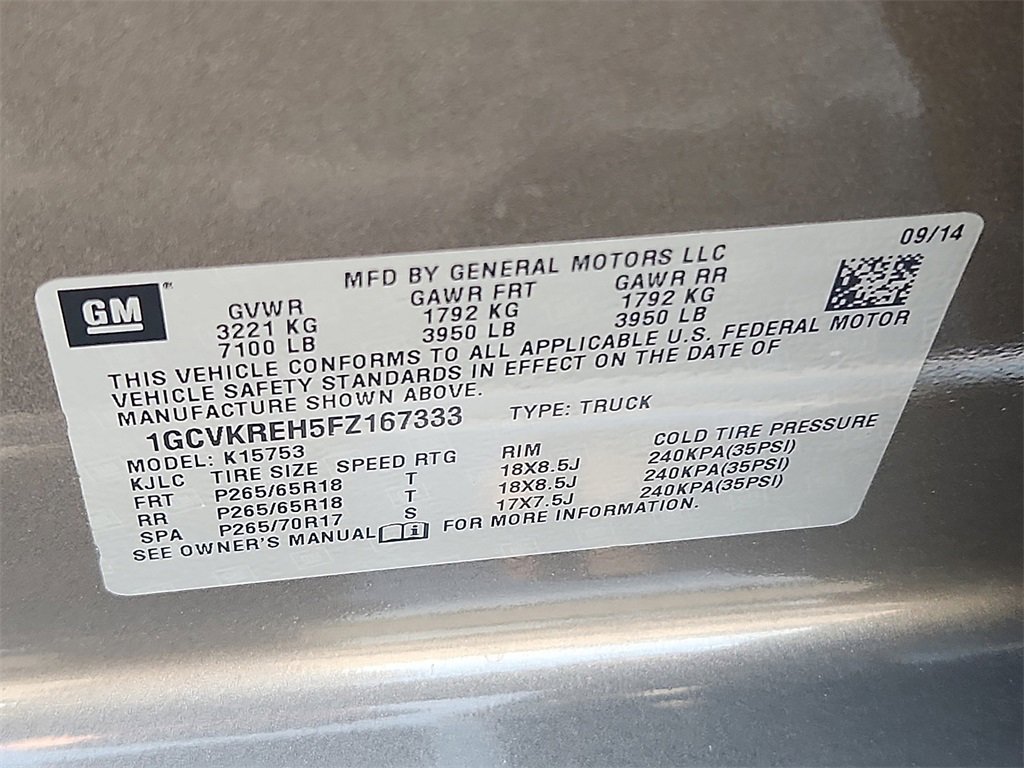 09/14
GM
MFD BY GENERAL MOTORS LLC
GVWR GAWR FRT GAWR RR
3221 KG 1792 KG 1792 KG
7100 LB 3950 LB 3950 LB
THIS VEHICLE CONFORMS TO ALL APPLICABLE U.S. FEDERAL MOTOR
VEHICLE SAFETY STANDARDS IN EFFECT ON THE DATE OF
MANUFACTURE SHOWN ABOVE.
1GCVKREH5FZ167333 TYPE: TRUCK
MODEL: K15753
KJLC TIRE SIZE SPEED RTG RIM COLD TIRE PRESSURE
FRT P265/65R18 T 18X8.5J 240KPA(35PSI)
RR P265/65R18 T 18X8.5J 240KPA(35PSI)
SPA P265/70R17 S 17X7.5J 240KPA(35PSI)
SEE OWNER'S MANUAL FOR MORE INFORMATION.